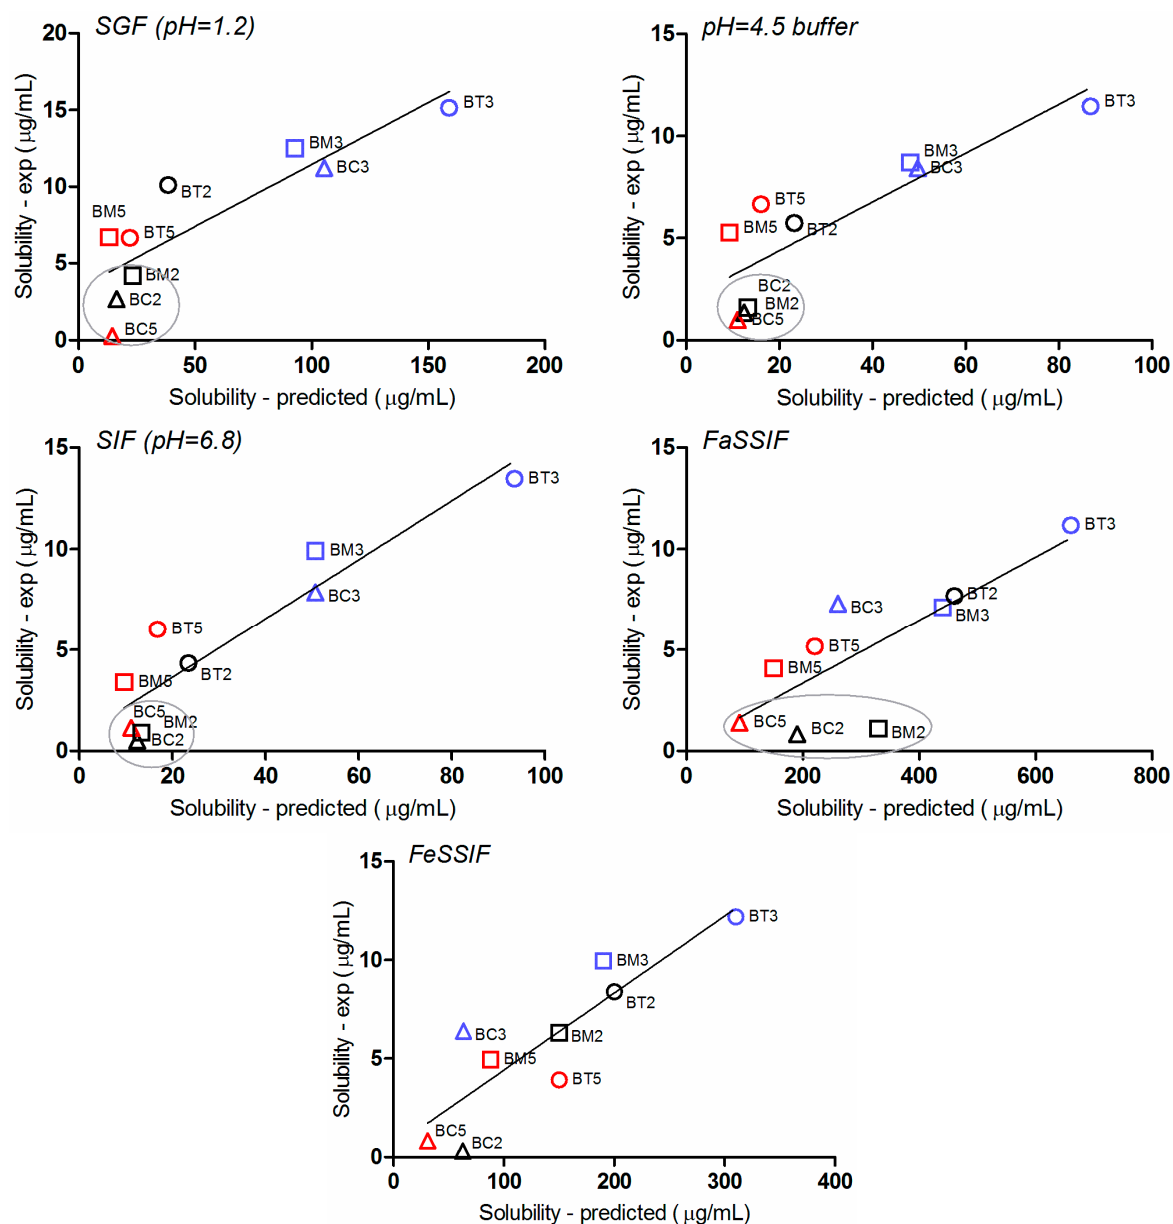 SGF (pH=1.2)
Solubility - exp (μg/mL)
20
15
10
5
0
BT3
BM3
BC3
BT2
BM5
BT5
BM2
BC2
BC5
0 50 100 150 200
Solubility - predicted (μg/mL)
pH=4.5 buffer
Solubility - exp (μg/mL)
15
10
5
0
BT3
BM3
BC3
BT5
BM5
BT2
BC2
BM2
BC5
0 20 40 60 80 100
Solubility - predicted (μg/mL)
SIF (pH=6.8)
Solubility - exp (μg/mL)
15
10
5
0
BT3
BM3
BC3
BT5
BT2
BM5
BC5
BM2
BC2
0 20 40 60 80 100
Solubility - predicted (μg/mL)
FaSSIF
Solubility - exp (μg/mL)
15
10
5
0
BT3
BC3
BT2
BM3
BT5
BM5
BC5
BC2
BM2
0 200 400 600 800
Solubility - predicted (μg/mL)
FeSSIF
Solubility - exp (μg/mL)
15
10
5
0
BT3
BM3
BT2
BC3
BM2
BM5
BT5
BC5
BC2
0 100 200 300 400
Solubility - predicted (μg/mL)